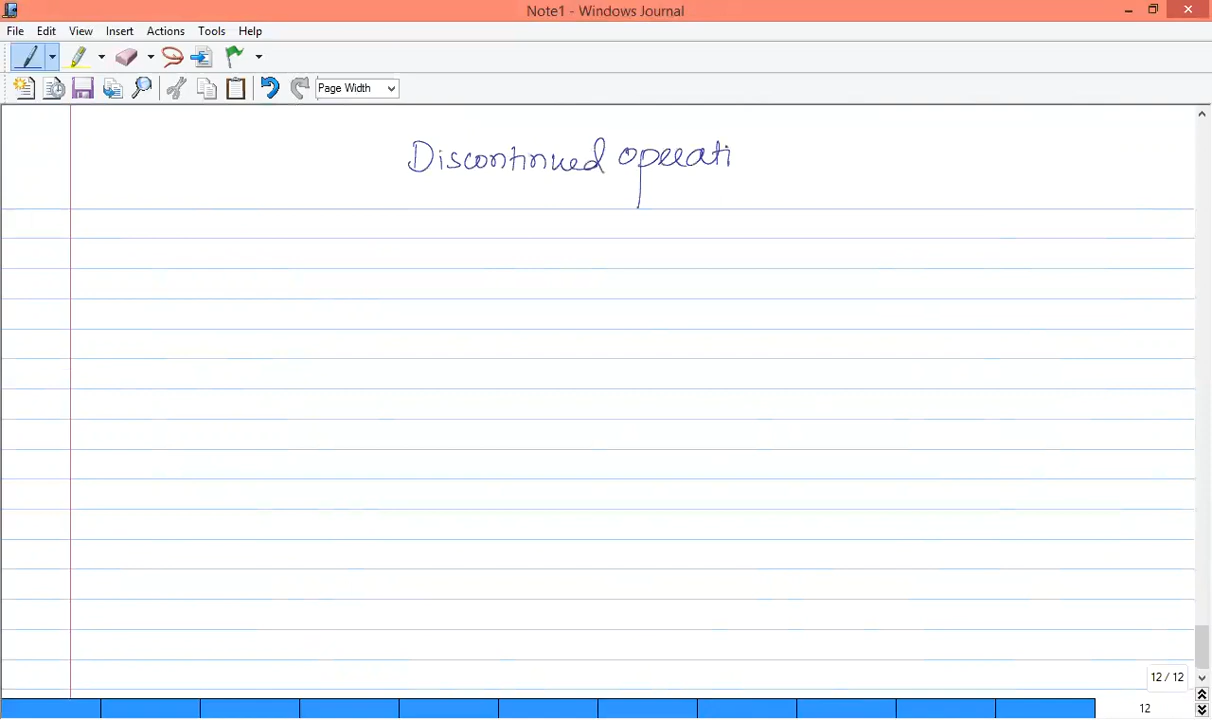 Note1 - Windows Journal
File Edit View Insert Actions Tools Help
Page Width
Discontinued operati
12 / 12
12